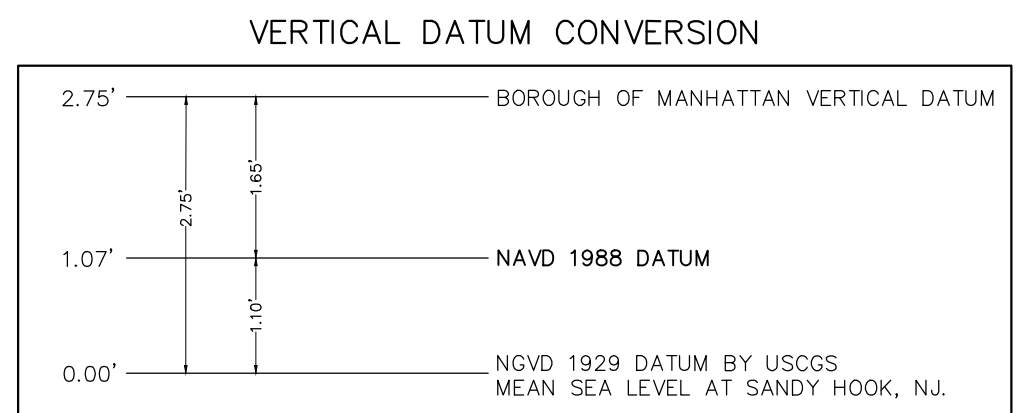 VERTICAL DATUM CONVERSION
2.75' BOROUGH OF MANHATTAN VERTICAL DATUM
1.65'
2.75'
1.07' NAVD 1988 DATUM
1.10'
0.00' NGVD 1929 DATUM BY USCGS
MEAN SEA LEVEL AT SANDY HOOK, NJ.